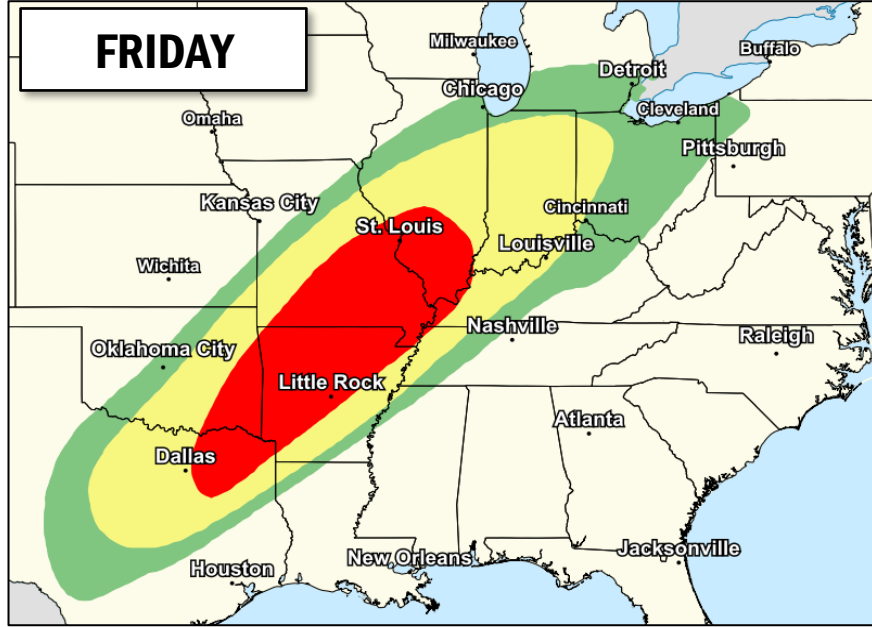 FRIDAY
Milwaukee
Buffalo
Detroit
Chicago
Cleveland
Omaha
Pittsburgh
Kansas City
Cincinnati
St. Louis
Louisville
Wichita
Nashville
Raleigh
Oklahoma City
Little Rock
Atlanta
Dallas
Jacksonville
New Orleans
Houston